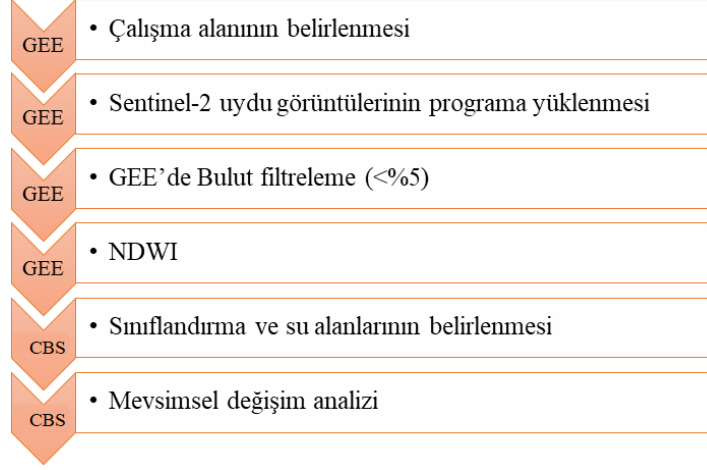 GEE
• Çalışma alanının belirlenmesi
GEE
• Sentinel-2 uydu görüntülerinin programa yüklenmesi
GEE
• GEE’de Bulut filtreleme (<%5)
GEE
• NDWI
CBS
• Sınıflandırma ve su alanlarının belirlenmesi
CBS
• Mevsimsel değişim analizi